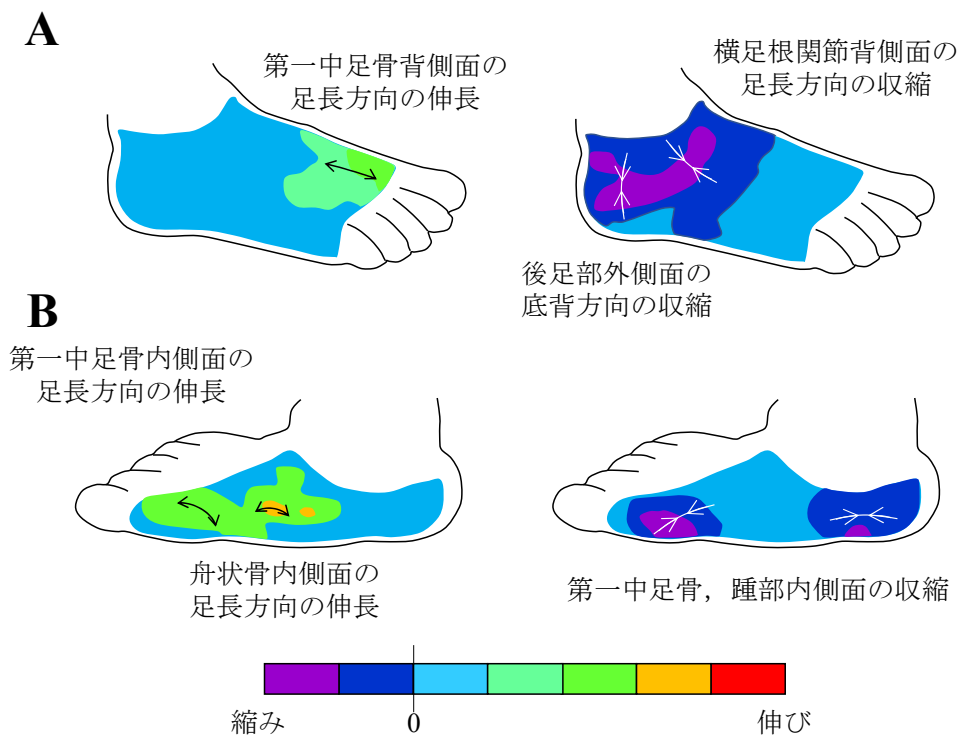 A
第一中足骨背側面の
足長方向の伸長
横足根関節背側面の
足長方向の収縮
後足部外側面の
底背方向の収縮
B
第一中足骨内側面の
足長方向の伸長
舟状骨内側面の
足長方向の伸長
第一中足骨，踵部内側面の収縮
縮み
0
伸び